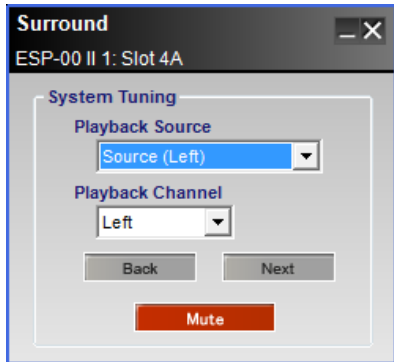 Surround
ESP-00 II 1: Slot 4A
System Tuning
Playback Source
Source (Left)
Playback Channel
Left
Back Next
Mute